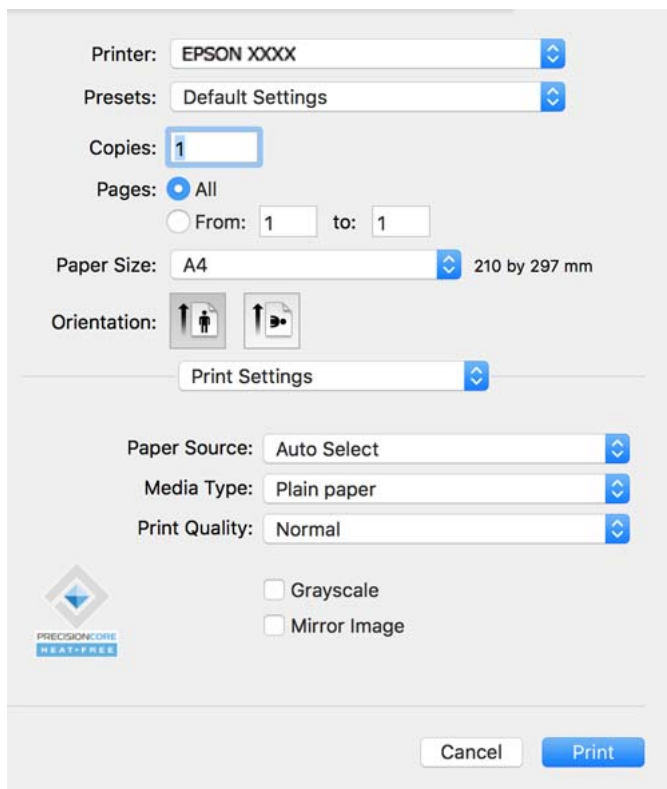 Printer: EPSON XXXX
Presets: Default Settings
Copies: 1
Pages: All
From: 1 to: 1
Paper Size: A4 210 by 297 mm
Orientation:
Print Settings
Paper Source: Auto Select
Media Type: Plain paper
Print Quality: Normal
Grayscale
Mirror Image
PRECISIONCORE
HEAT-FREE
Cancel Print